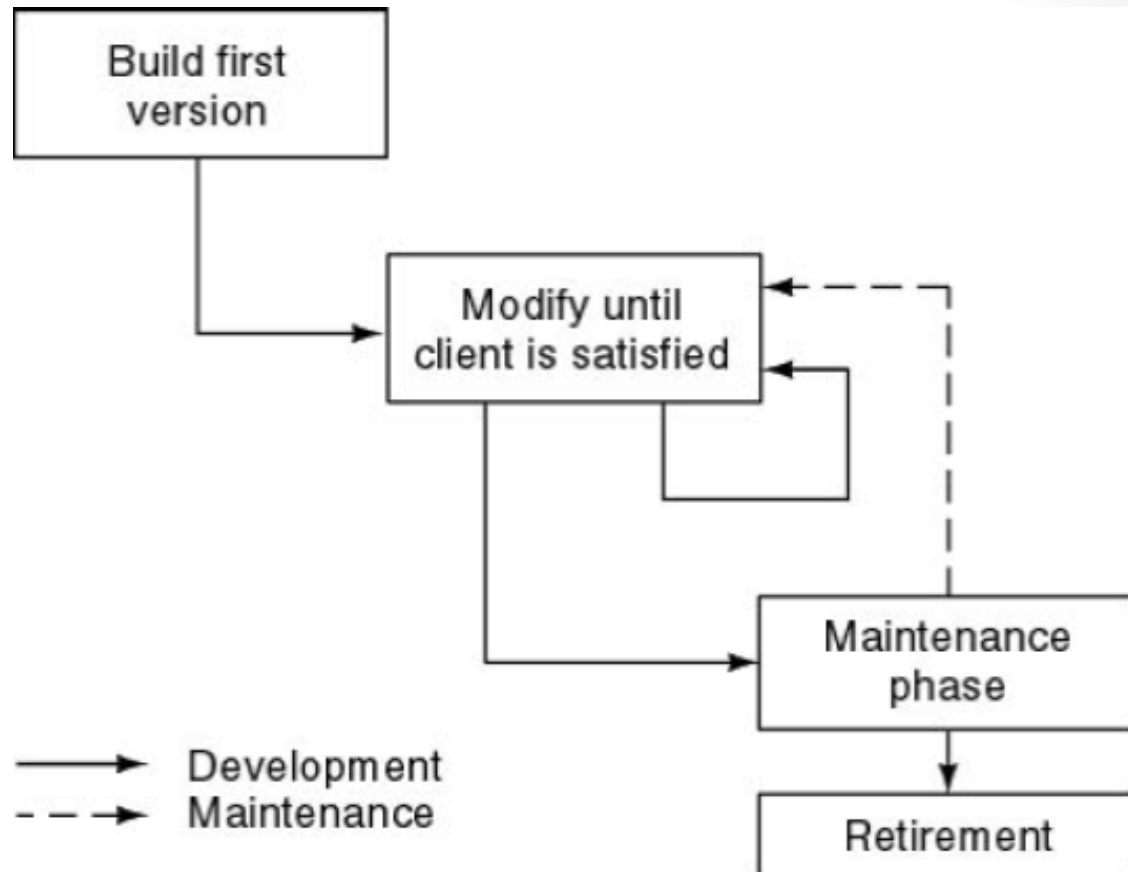 Build first
version
Modify until
client is satisfied
Maintenance
phase
Development
Maintenance
Retirement